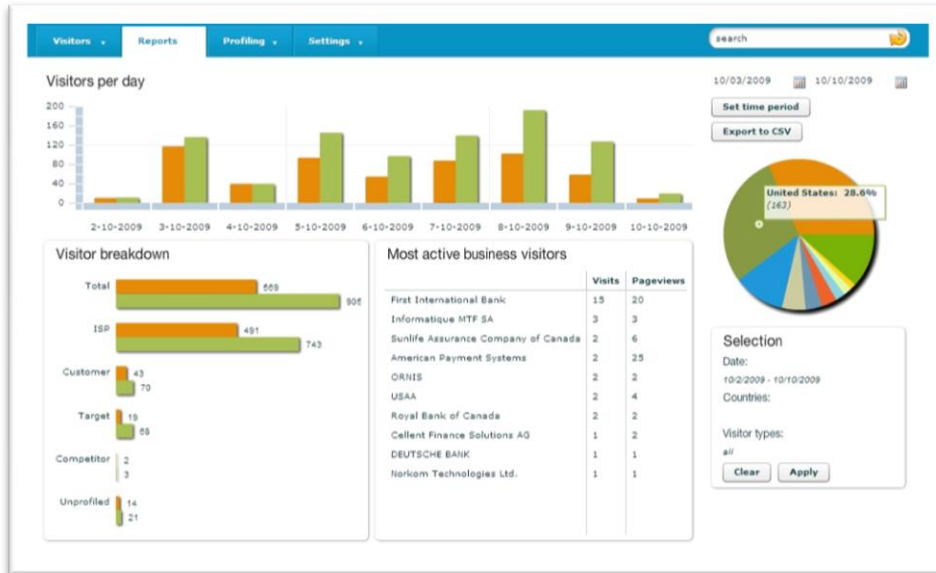 Visitors Reports Profiling Settings search
Visitors per day
10/03/2009 10/10/2009
Set time period
Export to CSV
200
160
120
80
40
0
2-10-2009 3-10-2009 4-10-2009 5-10-2009 6-10-2009 7-10-2009 8-10-2009 9-10-2009 10-10-2009
United States: 28.6%
(163)
Visitor breakdown
Total 569
905
ISP 491
743
Customer 43
70
Target 19
68
Competitor 2
3
Unprofiled 14
21
Most active business visitors
Visits Pageviews
First International Bank 15 20
Informatique MTF SA 3 3
Sunlife Assurance Company of Canada 2 6
American Payment Systems 2 25
ORNIS 2 2
USAA 2 4
Royal Bank of Canada 2 2
Cellent Finance Solutions AG 1 2
DEUTSCHE BANK 1 1
Norkom Technologies Ltd. 1 1
Selection
Date:
10/2/2009 - 10/10/2009
Countries:
Visitor types:
all
Clear Apply